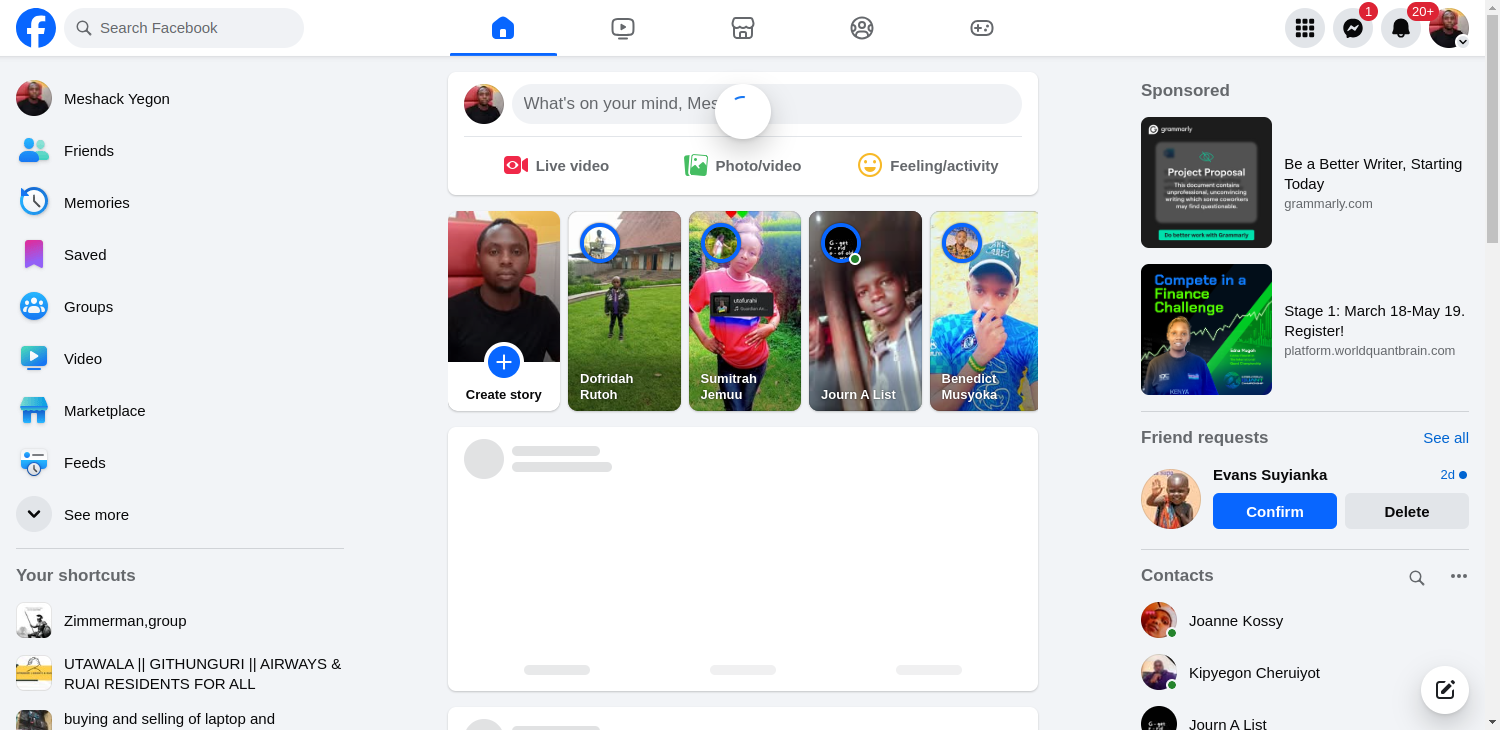 Search Facebook
1
20+
Meshack Yegon
Friends
Memories
Saved
Groups
Video
Marketplace
Feeds
See more
Your shortcuts
Zimmerman,group
UTAWALA || GITHUNGURI || AIRWAYS &
RUAI RESIDENTS FOR ALL
buying and selling of laptop and
What's on your mind, Mes
Live video
Photo/video
Feeling/activity
Create story
Dofridah
Rutoh
utafurahi
Sumitrah
Jemuu
G - get
Journ A List
Benedict
Musyoka
Sponsored
grammarly
Project Proposal
This document contains
unprofessional, unconvincing
writing which some coworkers
may find questionable.
Do better work with Grammarly
Be a Better Writer, Starting
Today
grammarly.com
Compete in a
Finance
Challenge
KENYA
Stage 1: March 18-May 19.
Register!
platform.worldquantbrain.com
Friend requests
See all
Evans Suyianka
2d
Confirm
Delete
Contacts
Joanne Kossy
Kipyegon Cheruiyot
Journ A List